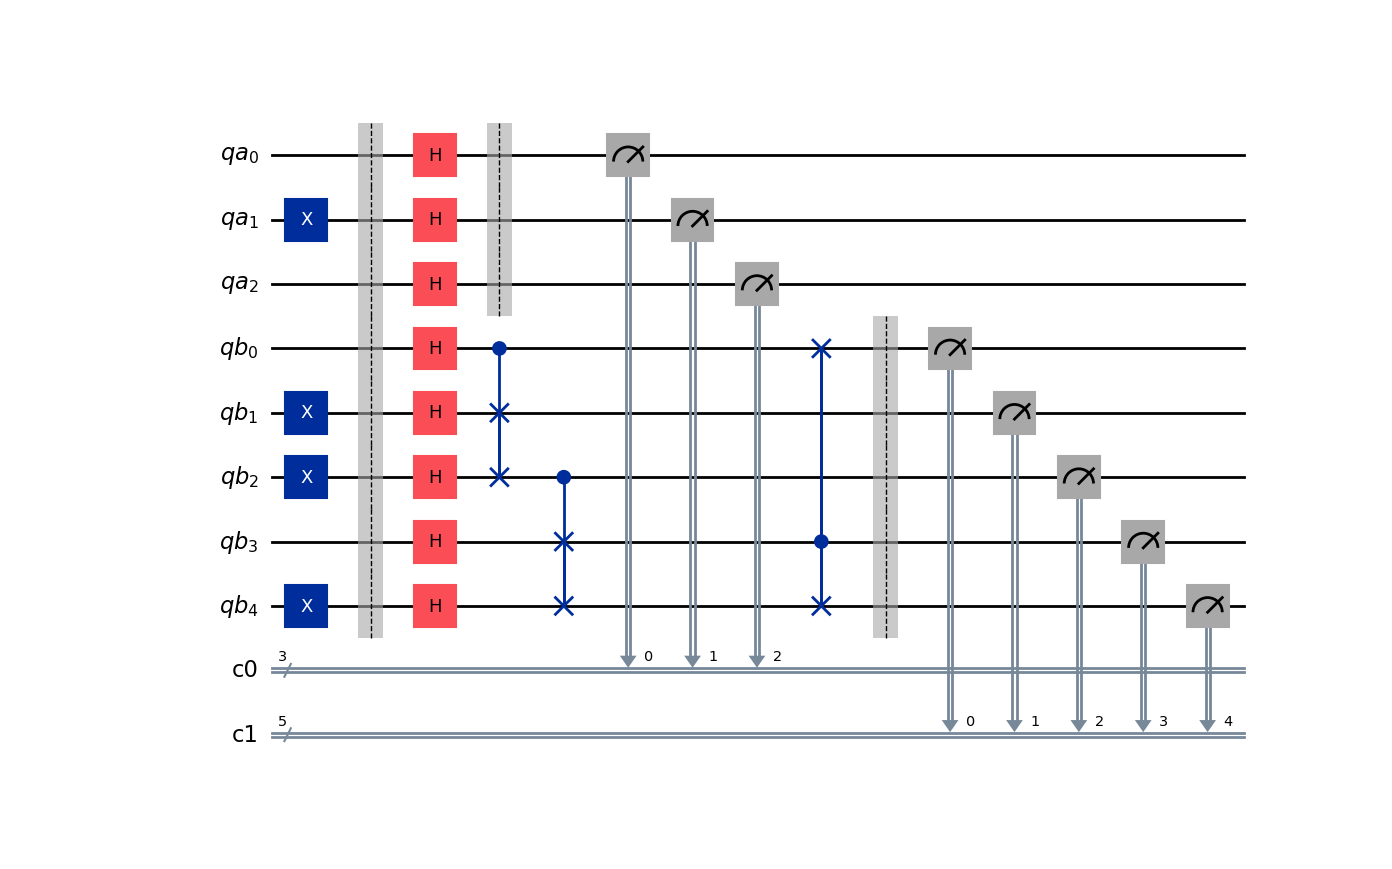 qa0 H
qa1 X H
qa2 H
qb0 H
qb1 X H
qb2 X H
qb3 H
qb4 X H
c0 3 0 1 2
c1 5 0 1 2 3 4